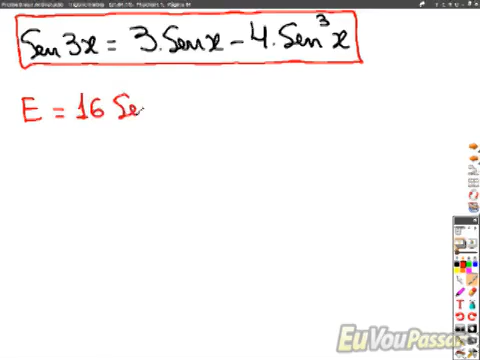 Sen 3x = 3.Senx - 4.Sen³x
E = 16 Se
EuVouPassar